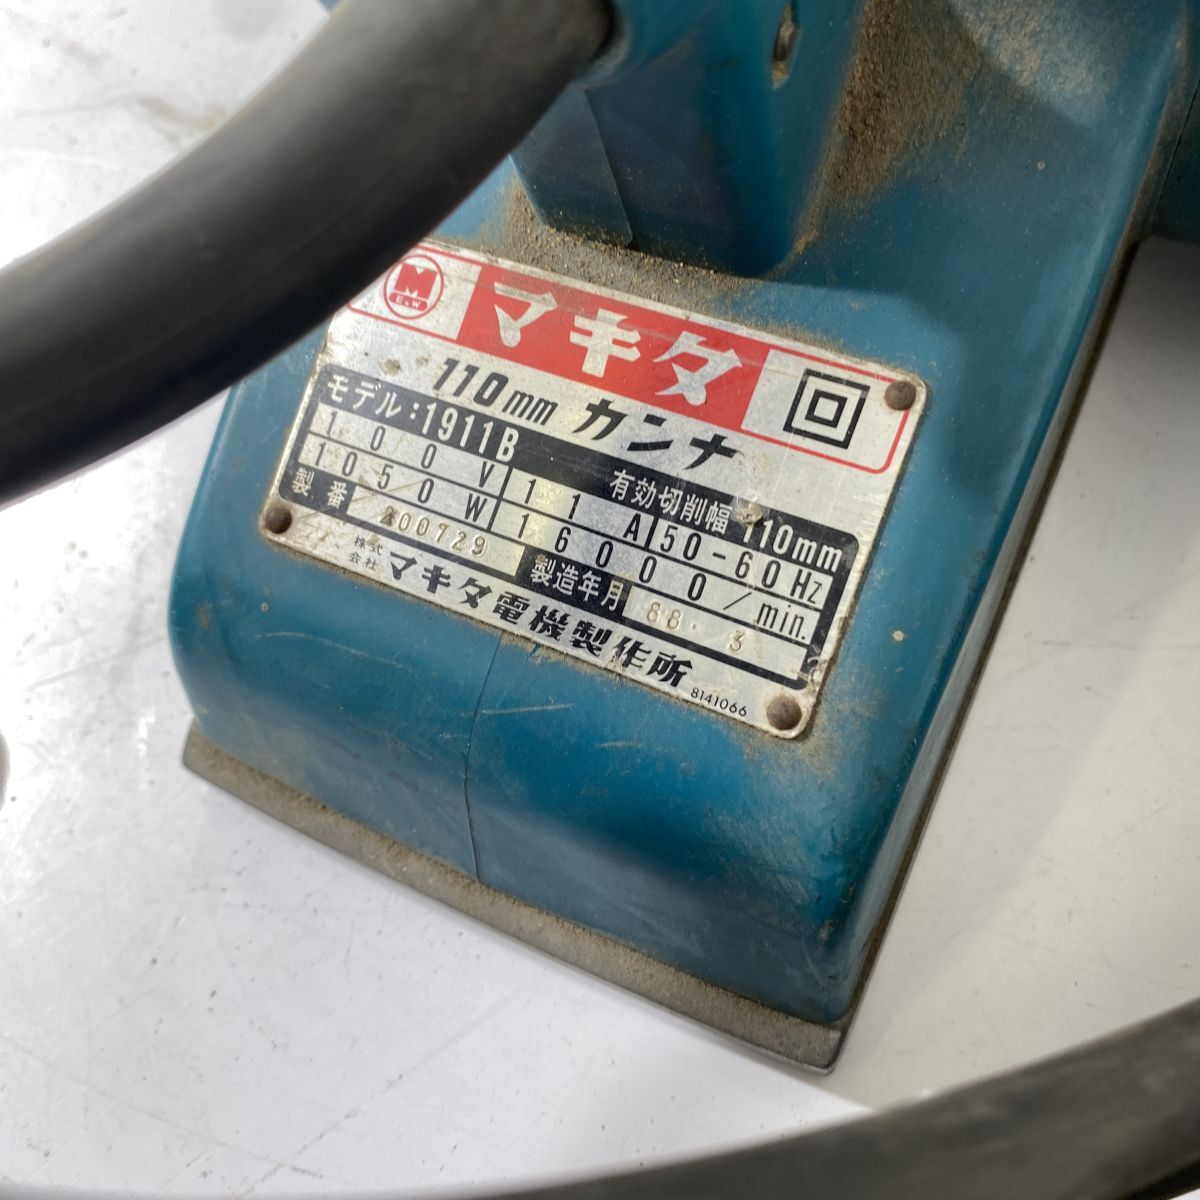 M
E&W
マキタ
110mm カンナ
モデル:1911B 有効切削幅 110mm
100V 11A 50-60Hz
1050W 16000/min.
製番 200729 製造年月 88.3
株式会社 マキタ電機製作所
8141066